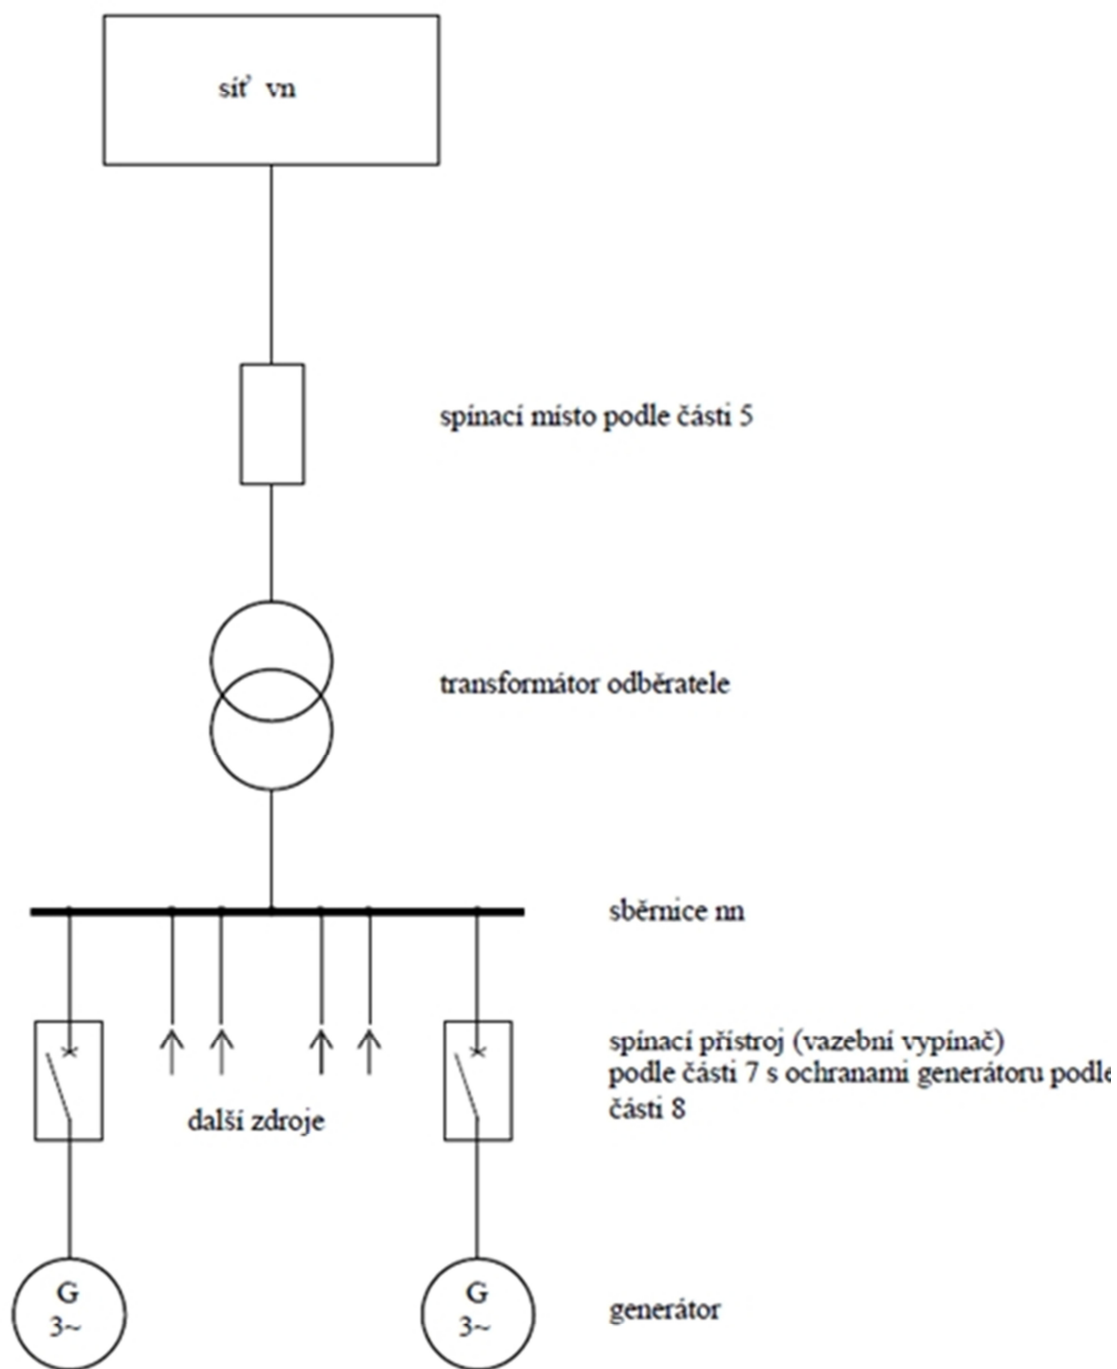 síť vn
spínací místo podle části 5
transformátor odběratele
sběrnice nn
spínací přístroj (vazební vypínač)
podle části 7 s ochranami generátoru podle
části 8
další zdroje
G
3~
G
3~
generátor